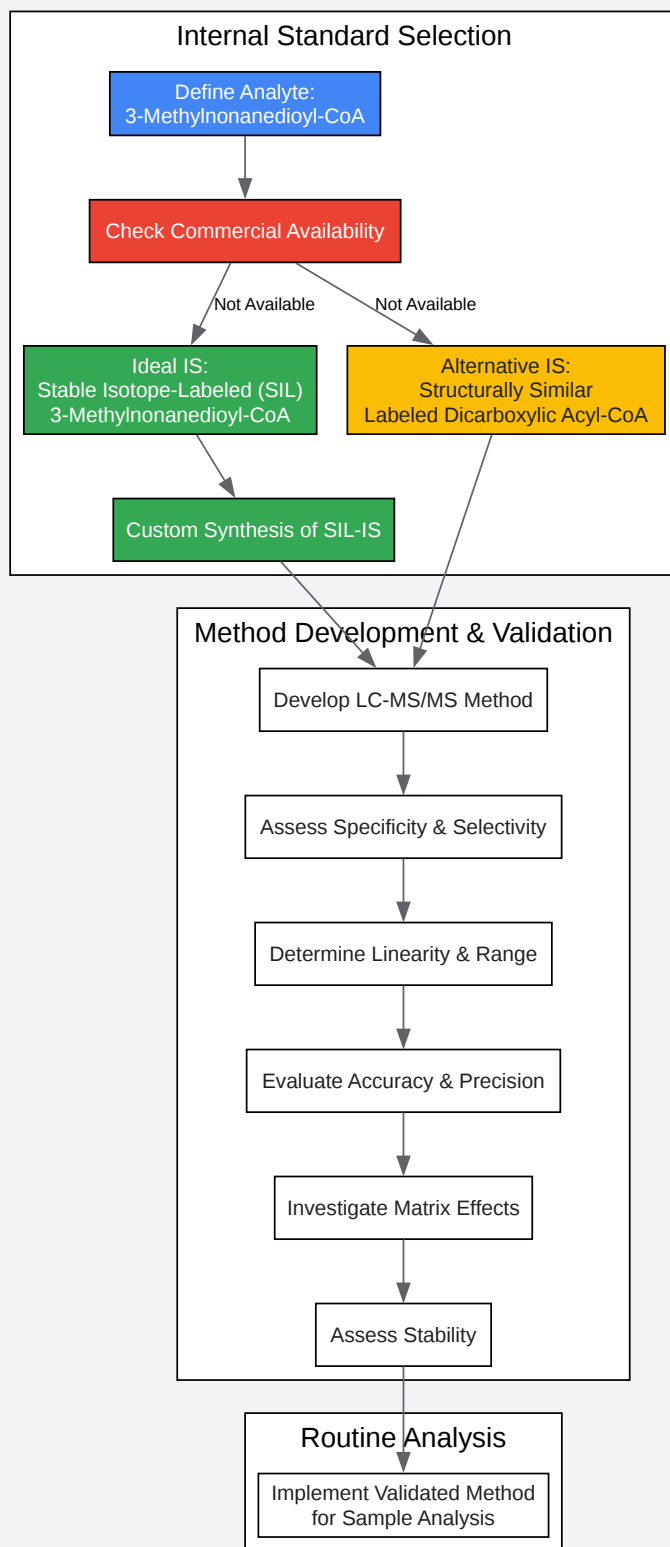 Internal Standard Selection
Define Analyte:
3-Methylnonanedioyl-CoA
Check Commercial Availability
Not Available
Not Available
Ideal IS:
Stable Isotope-Labeled (SIL)
3-Methylnonanedioyl-CoA
Alternative IS:
Structurally Similar
Labeled Dicarboxylic Acyl-CoA
Custom Synthesis of SIL-IS
Method Development & Validation
Develop LC-MS/MS Method
Assess Specificity & Selectivity
Determine Linearity & Range
Evaluate Accuracy & Precision
Investigate Matrix Effects
Assess Stability
Routine Analysis
Implement Validated Method
for Sample Analysis